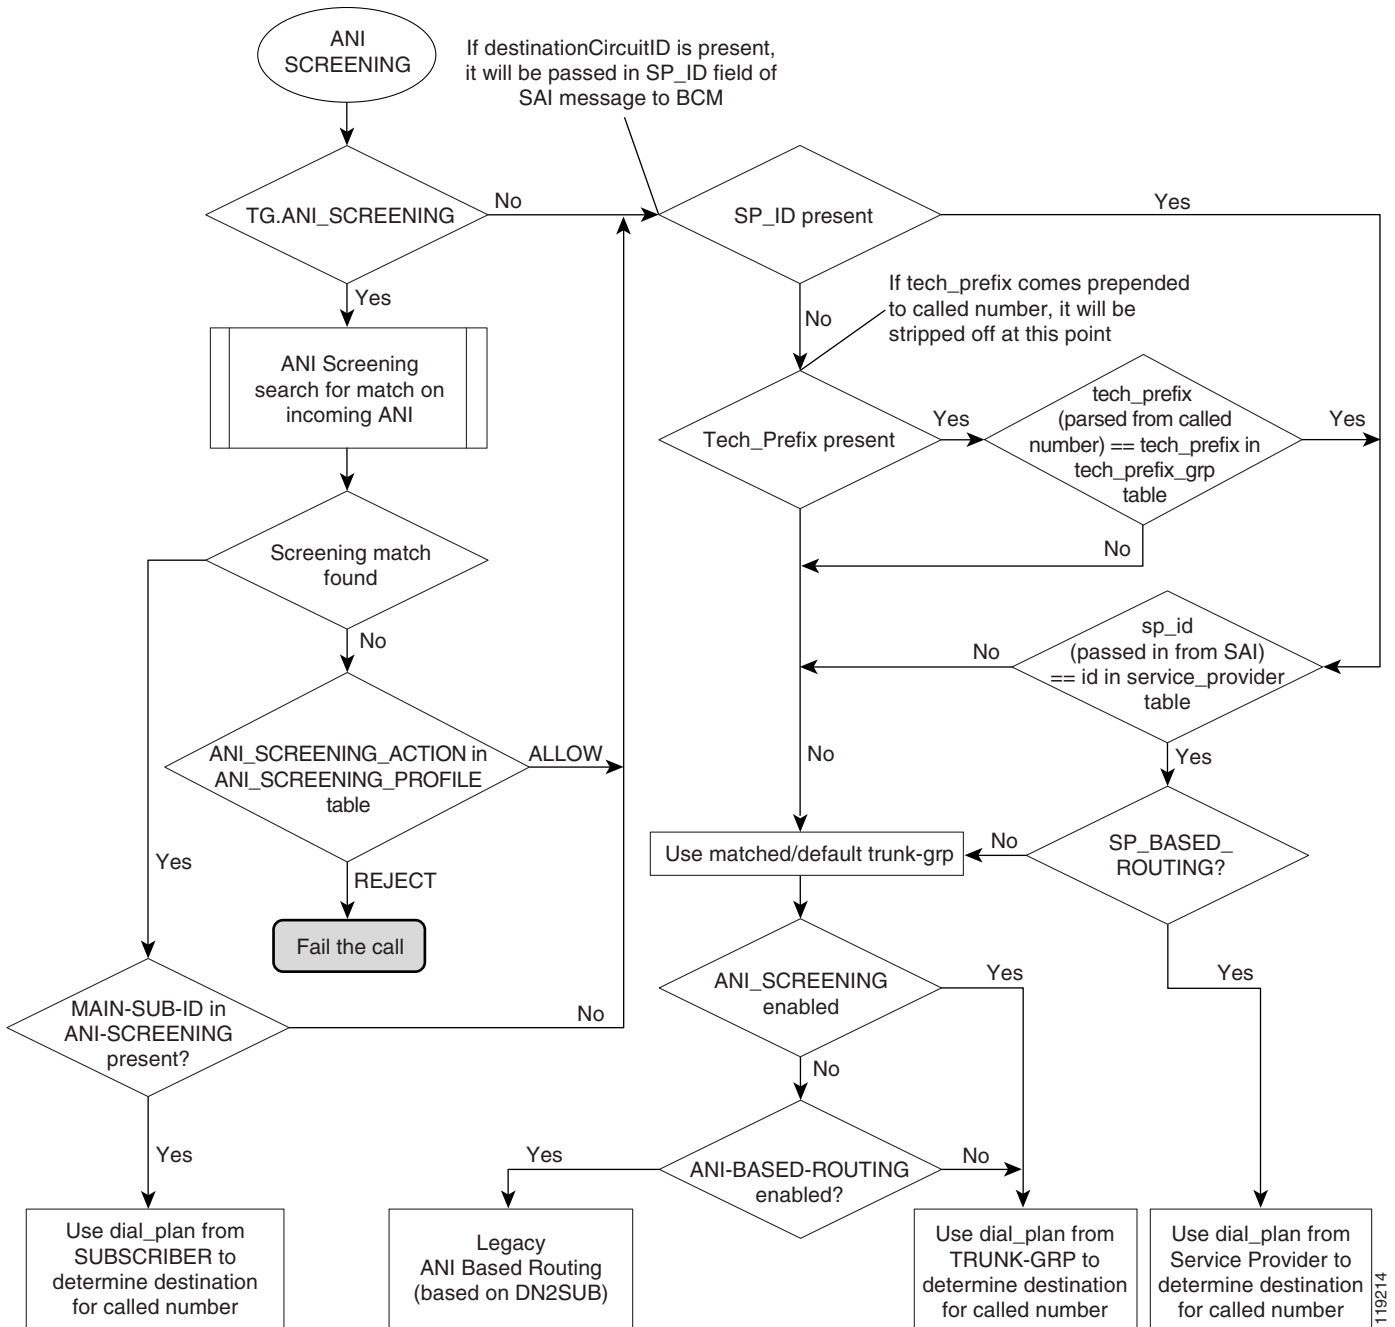 ANI
SCREENING
If destinationCircuitID is present,
it will be passed in SP_ID field of
SAI message to BCM
TG.ANI_SCREENING
No
SP_ID present
Yes
Yes
No
If tech_prefix comes prepended
to called number, it will be
stripped off at this point
ANI Screening
search for match on
incoming ANI
Tech_Prefix present
Yes
tech_prefix
(parsed from called
number) == tech_prefix in
tech_prefix_grp
table
Yes
No
Screening match
found
No
sp_id
(passed in from SAI)
== id in service_provider
table
No
Yes
ANI_SCREENING_ACTION in
ANI_SCREENING_PROFILE
table
ALLOW
No
Yes
REJECT
Fail the call
Use matched/default trunk-grp
No
SP_BASED_
ROUTING?
MAIN-SUB-ID in
ANI-SCREENING
present?
No
ANI_SCREENING
enabled
Yes
Yes
No
Yes
Yes
ANI-BASED-ROUTING
enabled?
No
Use dial_plan from
SUBSCRIBER to
determine destination
for called number
Legacy
ANI Based Routing
(based on DN2SUB)
Use dial_plan from
TRUNK-GRP to
determine destination
for called number
Use dial_plan from
Service Provider to
determine destination
for called number
119214